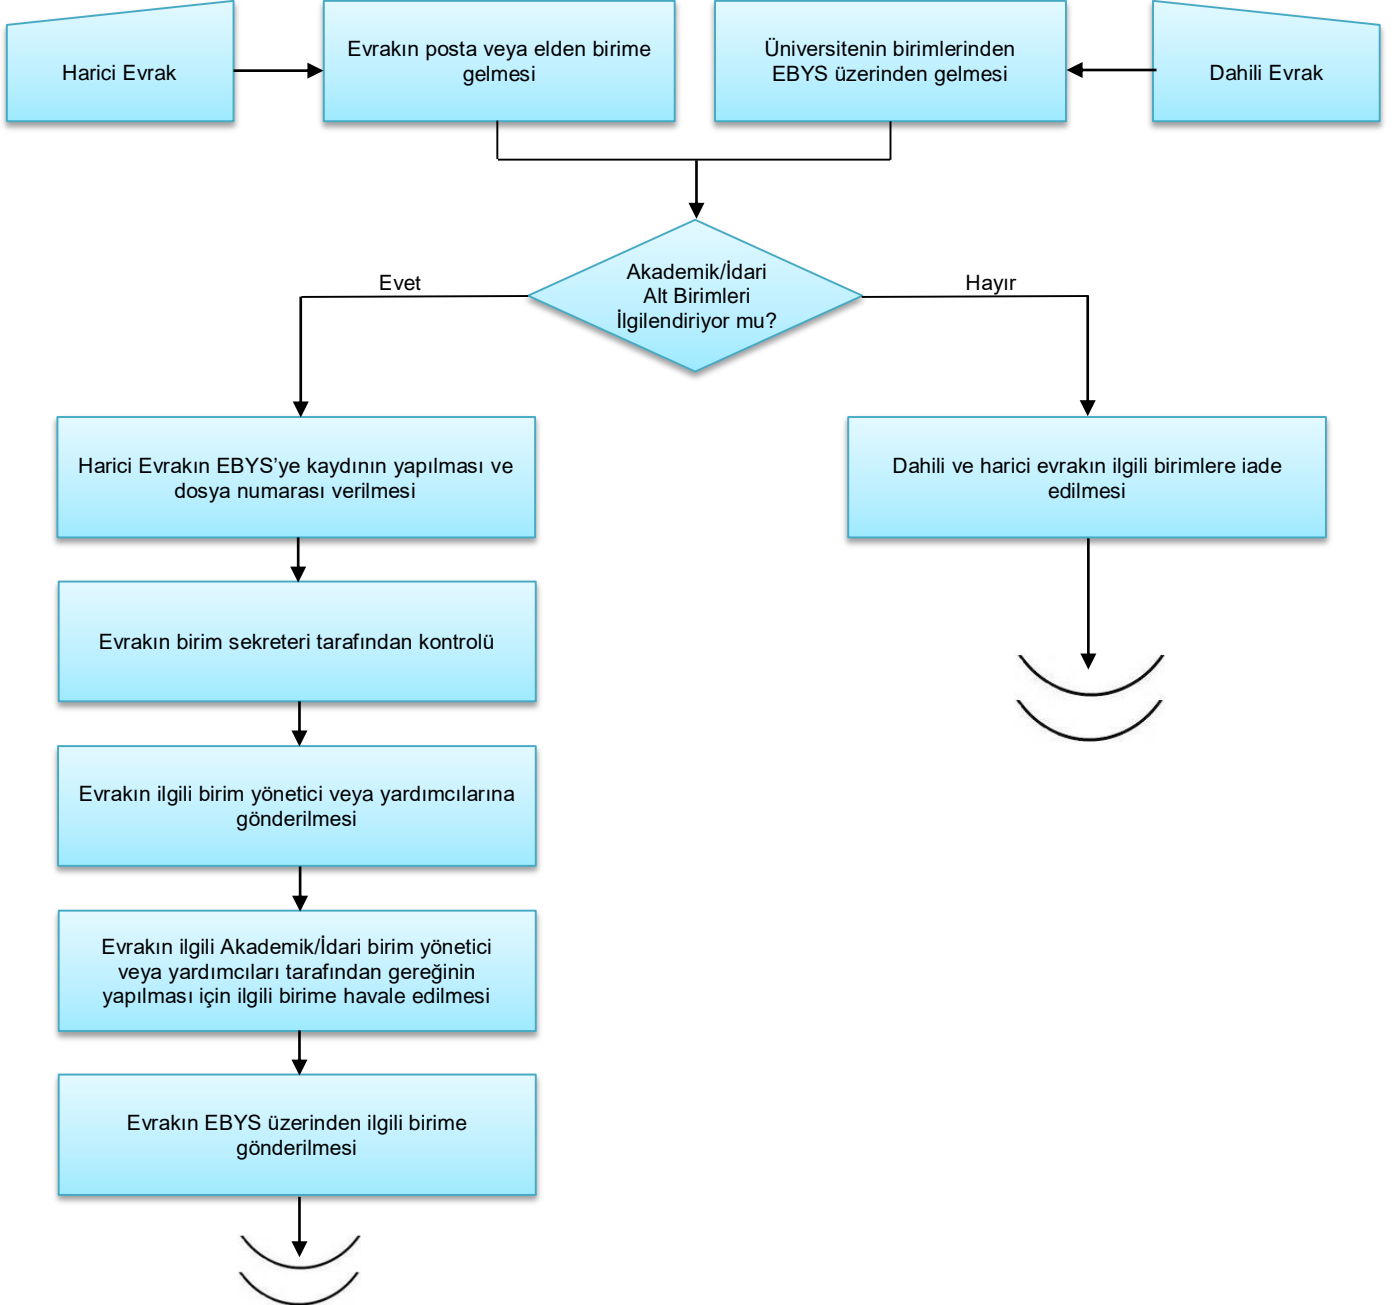 Harici Evrak
Evrakın posta veya elden birime
gelmesi
Üniversitenin birimlerinden
EBYS üzerinden gelmesi
Dahili Evrak
Akademik/İdari
Alt Birimleri
İlgilendiriyor mu?
Evet
Hayır
Harici Evrakın EBYS’ye kaydının yapılması ve
dosya numarası verilmesi
Dahili ve harici evrakın ilgili birimlere iade
edilmesi
Evrakın birim sekreteri tarafından kontrolü
Evrakın ilgili birim yönetici veya yardımcılarına
gönderilmesi
Evrakın ilgili Akademik/İdari birim yönetici
veya yardımcıları tarafından gereğinin
yapılması için ilgili birime havale edilmesi
Evrakın EBYS üzerinden ilgili birime
gönderilmesi